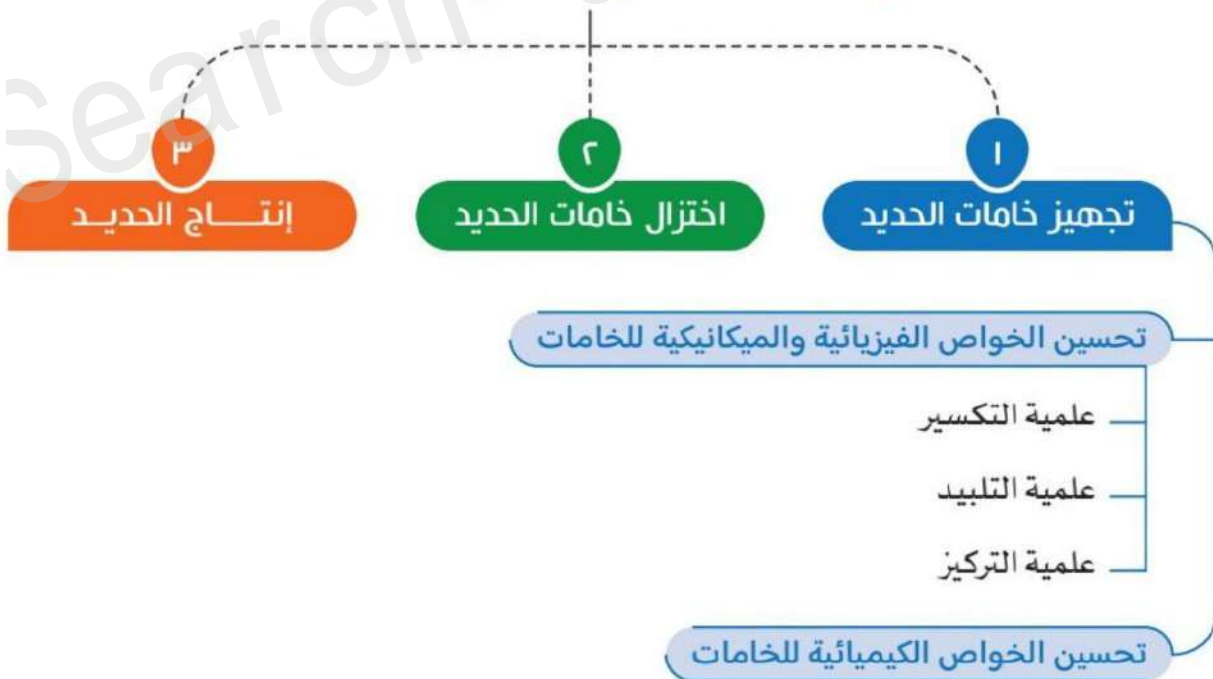 Search
١
٢
٣
تجهيز خامات الحديد
اختزال خامات الحديد
إنتـــاج الحديـد
تحسين الخواص الفيزيائية والميكانيكية للخامات
علمية التكسير
علمية التلبيد
علمية التركيز
تحسين الخواص الكيميائية للخامات